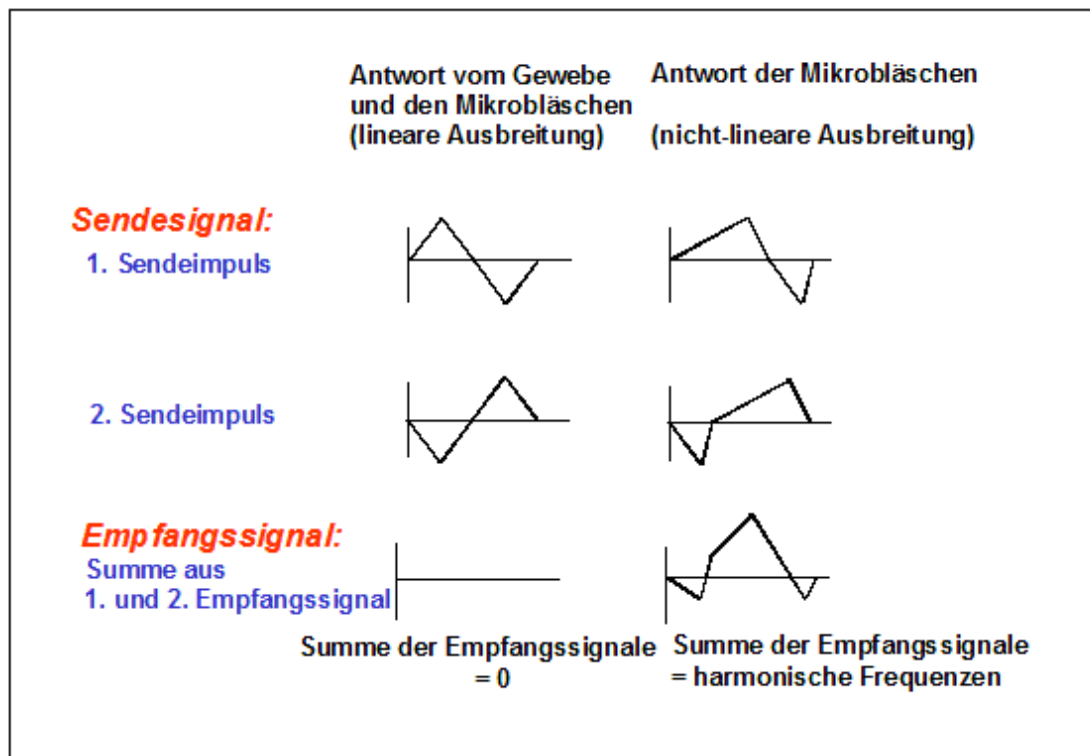 Antwort vom Gewebe
und den Mikrobläschen
(lineare Ausbreitung)
Antwort der Mikrobläschen
(nicht-lineare Ausbreitung)
Sendesignal:
1. Sendeimpuls
2. Sendeimpuls
Empfangssignal:
Summe aus
1. und 2. Empfangssignal
Summe der Empfangssignale
= 0
Summe der Empfangssignale
= harmonische Frequenzen